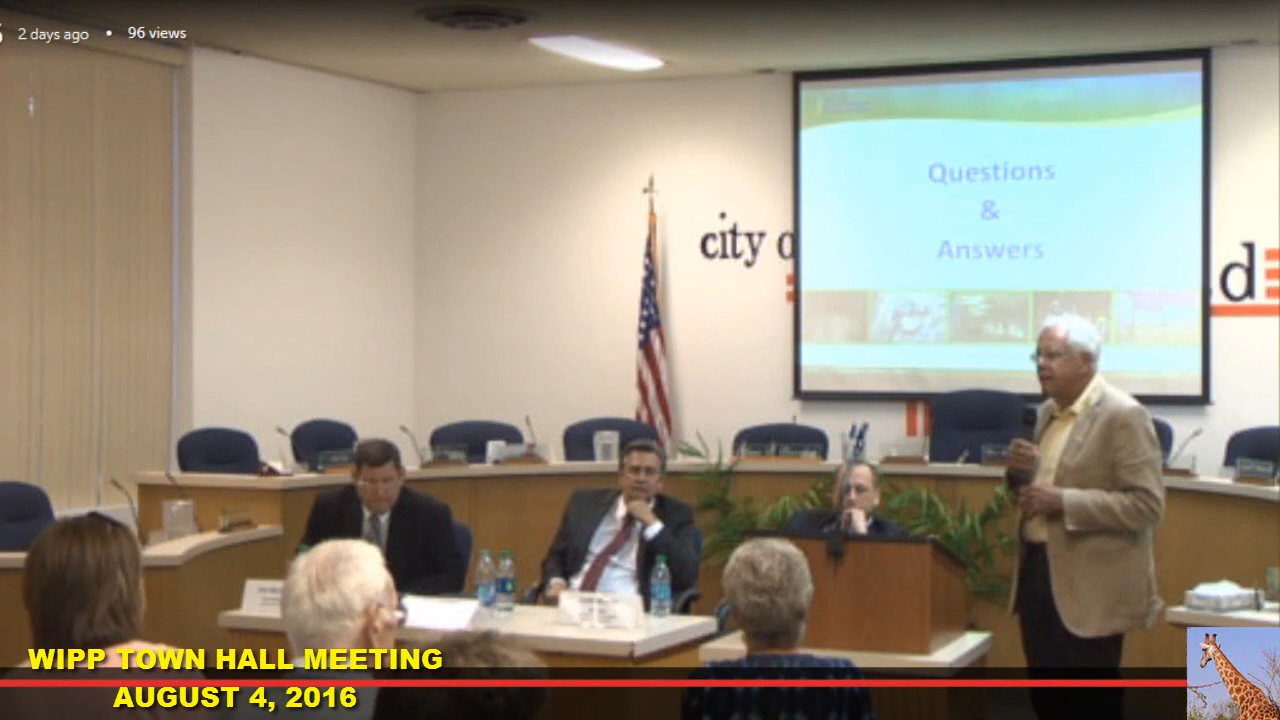 2 days ago • 96 views
Questions
&
Answers
city o
d
WIPP TOWN HALL MEETING
AUGUST 4, 2016